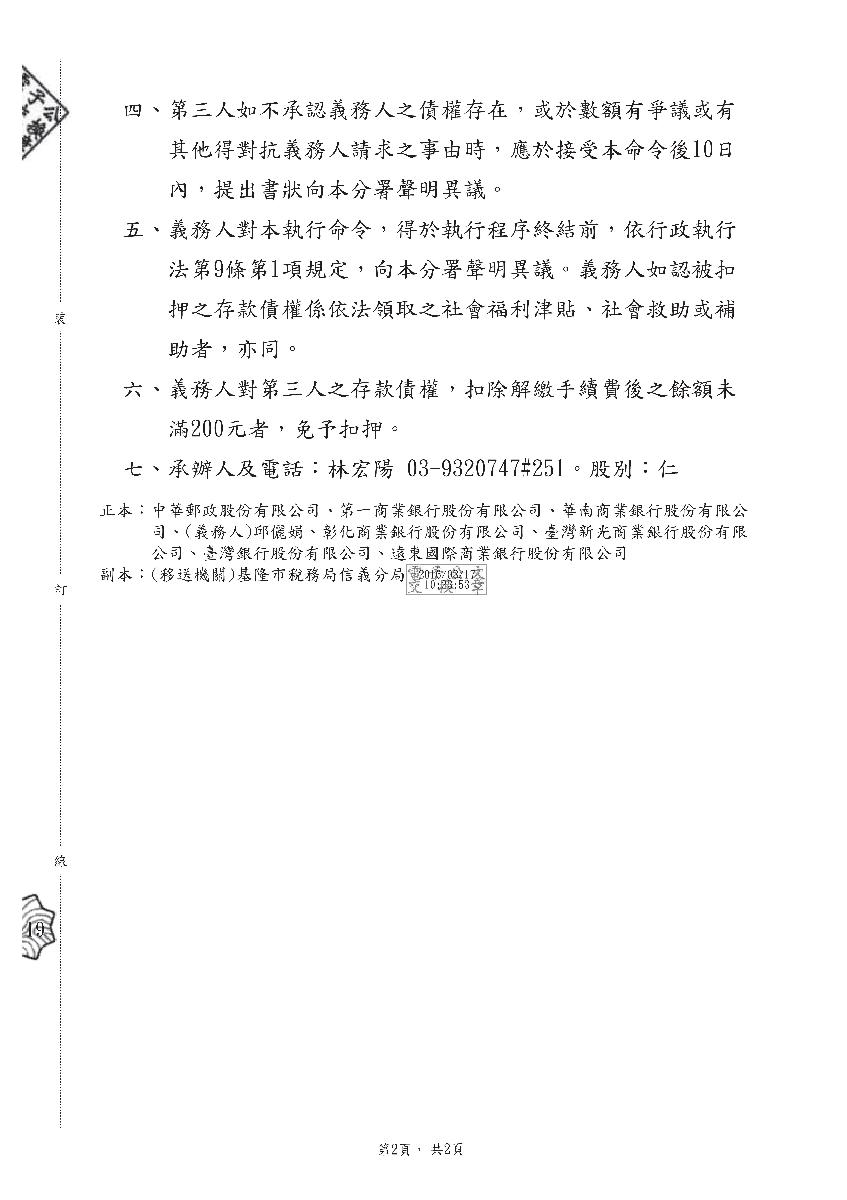 四、第三人如不承認義務人之債權存在，或於數額有爭議或有
其他得對抗義務人請求之事由時，應於接受本命令後10日
內，提出書狀向本分署聲明異議。
五、義務人對本執行命令，得於執行程序終結前，依行政執行
法第9條第1項規定，向本分署聲明異議。義務人如認被扣
押之存款債權係依法領取之社會福利津貼、社會救助或補
助者，亦同。
六、義務人對第三人之存款債權，扣除解繳手續費後之餘額未
滿200元者，免予扣押。
七、承辦人及電話：林宏陽 03-9320747#251。股別：仁
正本：中華郵政股份有限公司、第一商業銀行股份有限公司、華南商業銀行股份有限公
司、(義務人)邱儷娟、彰化商業銀行股份有限公司、臺灣新光商業銀行股份有限
公司、臺灣銀行股份有限公司、遠東國際商業銀行股份有限公司
副本：(移送機關)基隆市稅務局信義分局
裝
訂
線
19
第2頁， 共2頁